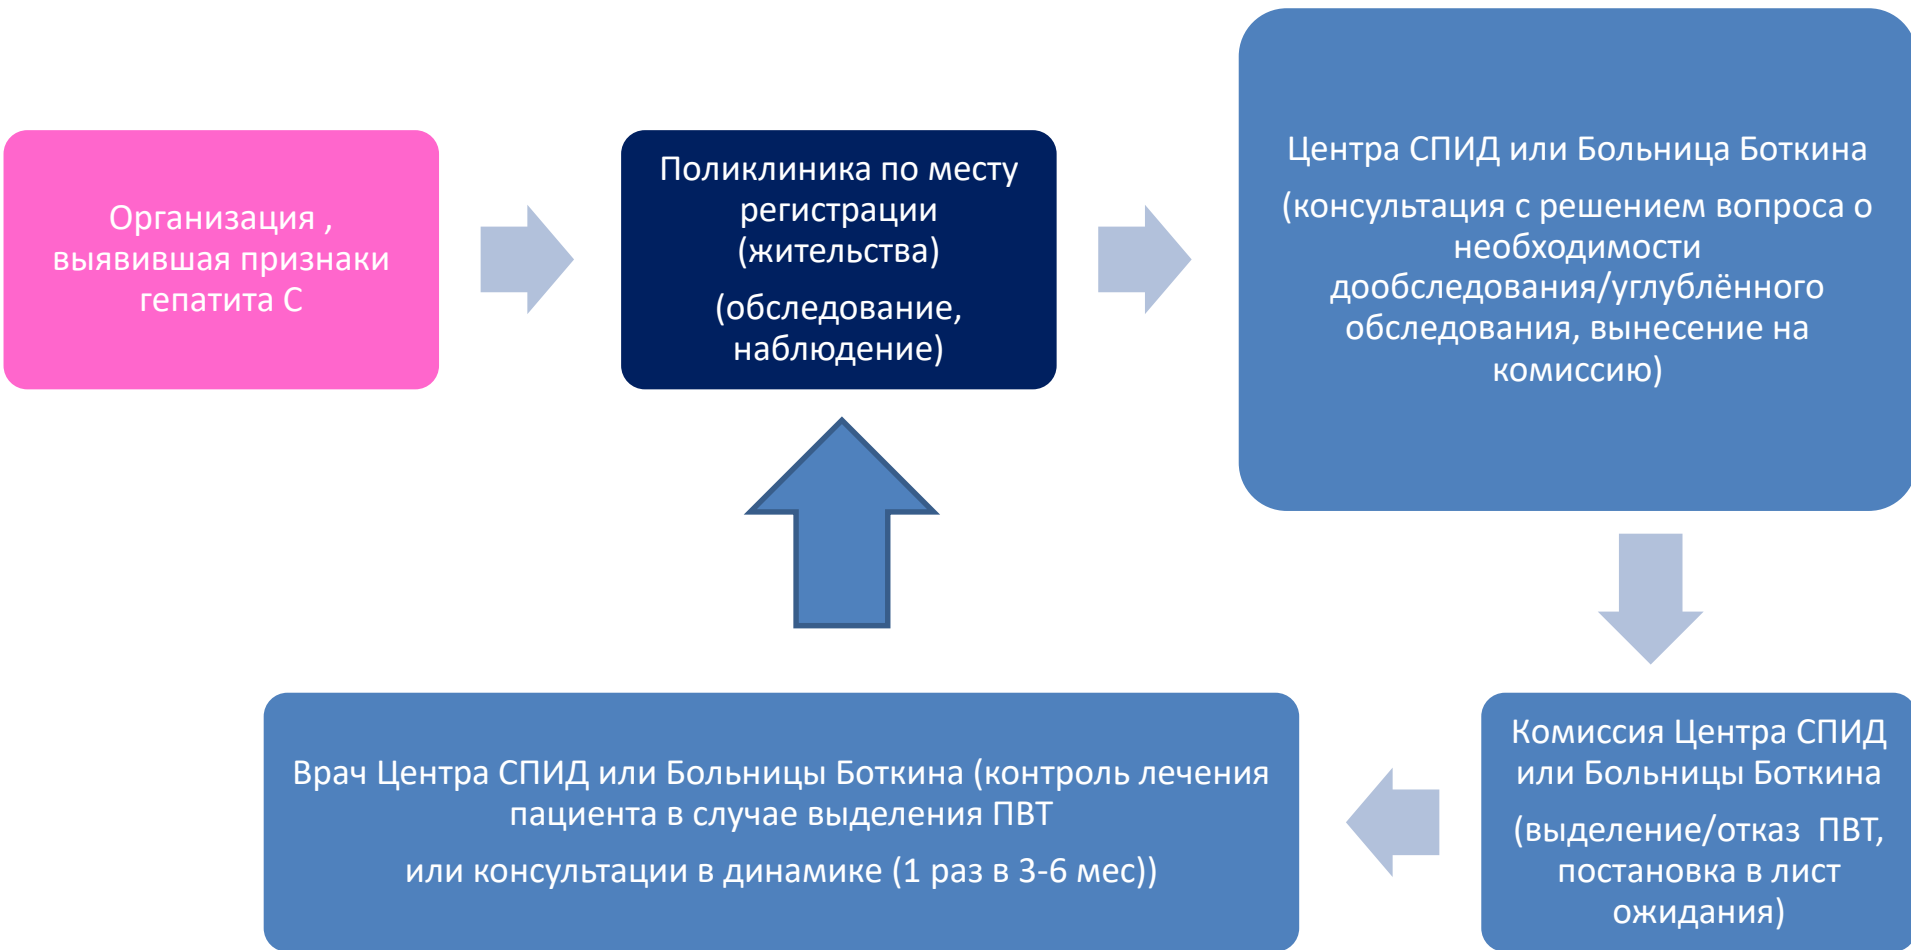 Организация ,
выявившая признаки
гепатита С
Поликлиника по месту
регистрации
(жительства)
(обследование,
наблюдение)
Центра СПИД или Больница Боткина
(консультация с решением вопроса о
необходимости
дообследования/углублённого
обследования, вынесение на
комиссию)
Комиссия Центра СПИД
или Больницы Боткина
(выделение/отказ ПВТ,
постановка в лист
ожидания)
Врач Центра СПИД или Больницы Боткина (контроль лечения
пациента в случае выделения ПВТ
или консультации в динамике (1 раз в 3-6 мес))